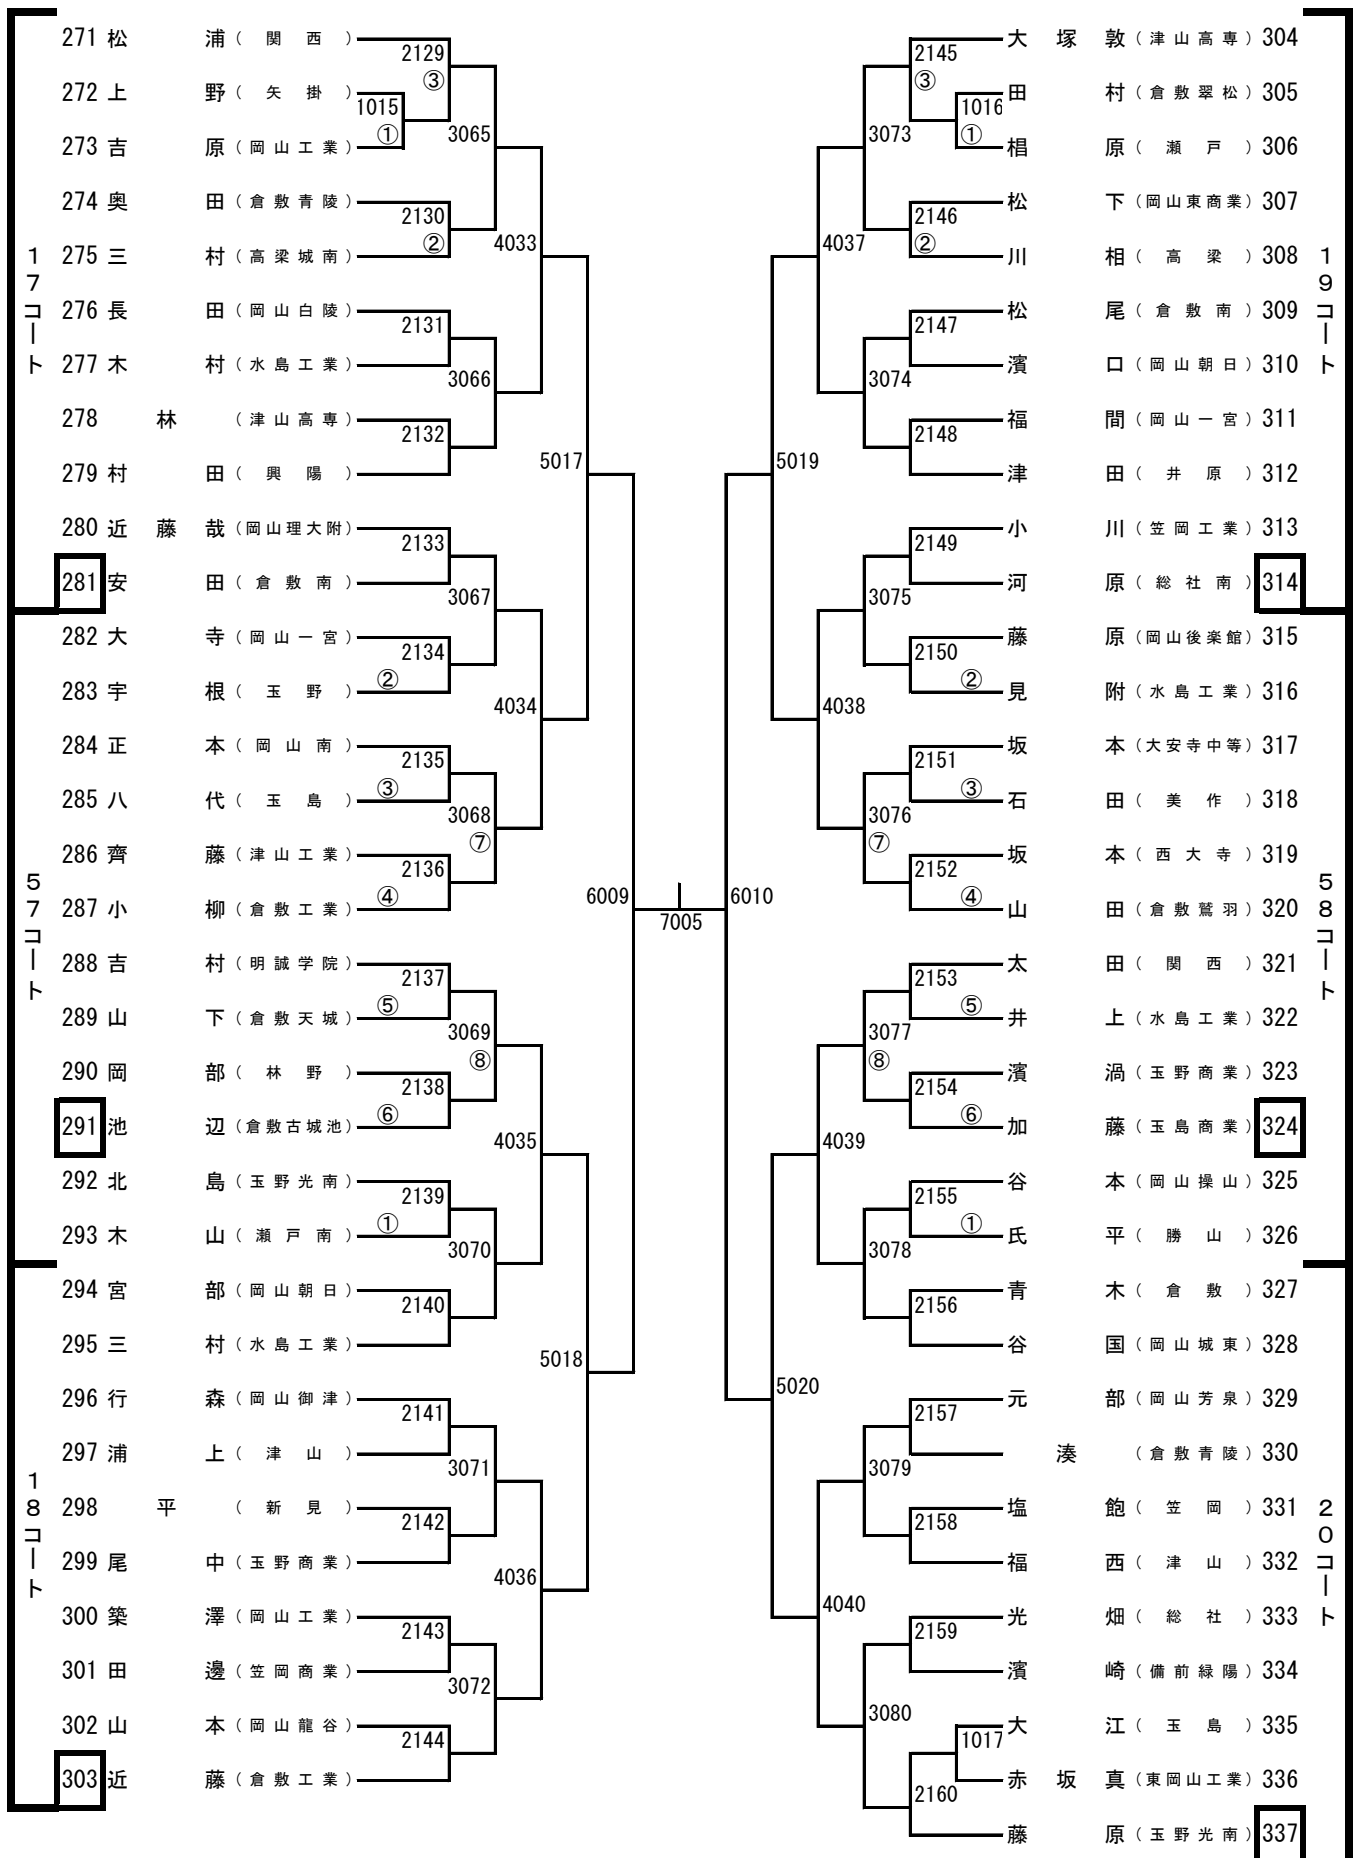 17コート
271 松浦（関西）
272 上野（矢掛）
273 吉原（岡山工業）
274 奥田（倉敷青陵）
275 三村（高梁城南）
276 長田（岡山白陵）
277 木村（水島工業）
278 林（津山高専）
279 村田（興陽）
280 近藤哉（岡山理大附）
281 安田（倉敷南）
57コート
282 大寺（岡山一宮）
283 宇根（玉野）
284 正本（岡山南）
285 八代（玉島）
286 齊藤（津山工業）
287 小柳（倉敷工業）
288 吉村（明誠学院）
289 山下（倉敷天城）
290 岡部（林野）
291 池辺（倉敷古城池）
292 北島（玉野光南）
293 木山（瀬戸南）
18コート
294 宮部（岡山朝日）
295 三村（水島工業）
296 行森（岡山御津）
297 浦上（津山）
298 平（新見）
299 尾中（玉野商業）
300 築澤（岡山工業）
301 田邊（笠岡商業）
302 山本（岡山龍谷）
303 近藤（倉敷工業）
1015 ①
2129 ③
2130 ②
2131
2132
2133
2134 ②
2135 ③
2136 ④
2137 ⑤
2138 ⑥
2139 ①
2140
2141
2142
2143
2144
3065
3066
3067
3068 ⑦
3069 ⑧
3070
3071
3072
4033
4034
4035
4036
5017
5018
6009
7005
6010
5019
5020
4037
4038
4039
4040
3073
3074
3075
3076 ⑦
3077 ⑧
3078
3079
3080
2145 ③
2146 ②
2147
2148
2149
2150 ②
2151 ③
2152 ④
2153 ⑤
2154 ⑥
2155 ①
2156
2157
2158
2159
2160
1016 ①
1017
大塚敦（津山高専）304
田村（倉敷翠松）305
椙原（瀬戸）306
松下（岡山東商業）307
川相（高梁）308
松尾（倉敷南）309
濱口（岡山朝日）310
福間（岡山一宮）311
津田（井原）312
小川（笠岡工業）313
河原（総社南）314
19コート
藤原（岡山後楽館）315
見附（水島工業）316
坂本（大安寺中等）317
石田（美作）318
坂本（西大寺）319
山田（倉敷鷲羽）320
太田（関西）321
井上（水島工業）322
濱渦（玉野商業）323
加藤（玉島商業）324
谷本（岡山操山）325
氏平（勝山）326
58コート
青木（倉敷）327
谷国（岡山城東）328
元部（岡山芳泉）329
湊（倉敷青陵）330
塩飽（笠岡）331
福西（津山）332
光畑（総社）333
濱崎（備前緑陽）334
大江（玉島）335
赤坂真（東岡山工業）336
藤原（玉野光南）337
20コート